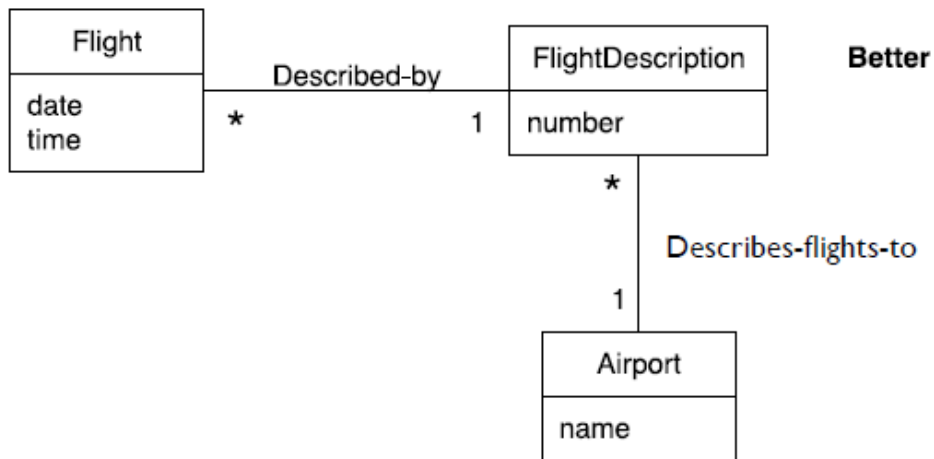 Flight
date
time
Described-by
*
1
FlightDescription
number
Better
*
Describes-flights-to
1
Airport
name